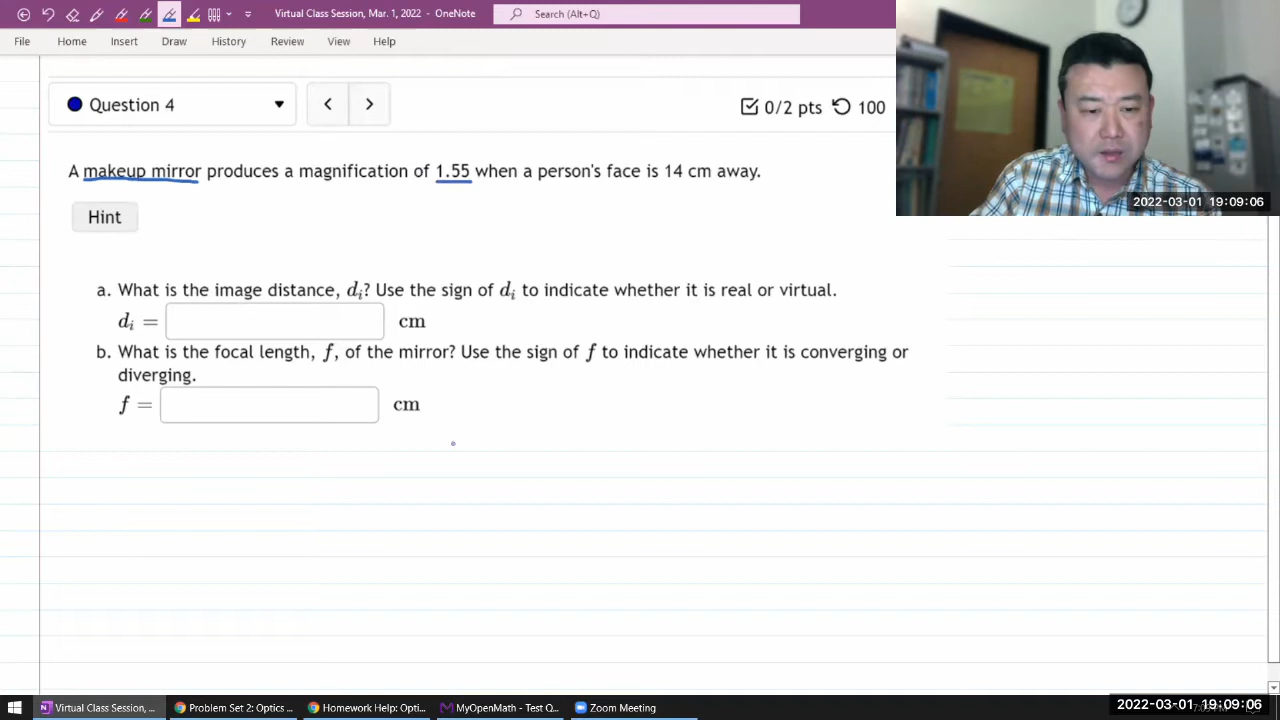 Virtual Class Session, Mar. 1, 2022 - OneNote
Search (Alt+Q)
File Home Insert Draw History Review View Help
Question 4
0/2 pts 100
A makeup mirror produces a magnification of 1.55 when a person's face is 14 cm away.
Hint
a. What is the image distance, dᵢ? Use the sign of dᵢ to indicate whether it is real or virtual.
dᵢ = cm
b. What is the focal length, f, of the mirror? Use the sign of f to indicate whether it is converging or
diverging.
f = cm
2022-03-01 19:09:06
Virtual Class Session, ...
Problem Set 2: Optics ...
Homework Help: Opti...
MyOpenMath - Test Q...
Zoom Meeting
2022-03-01 19:09:06